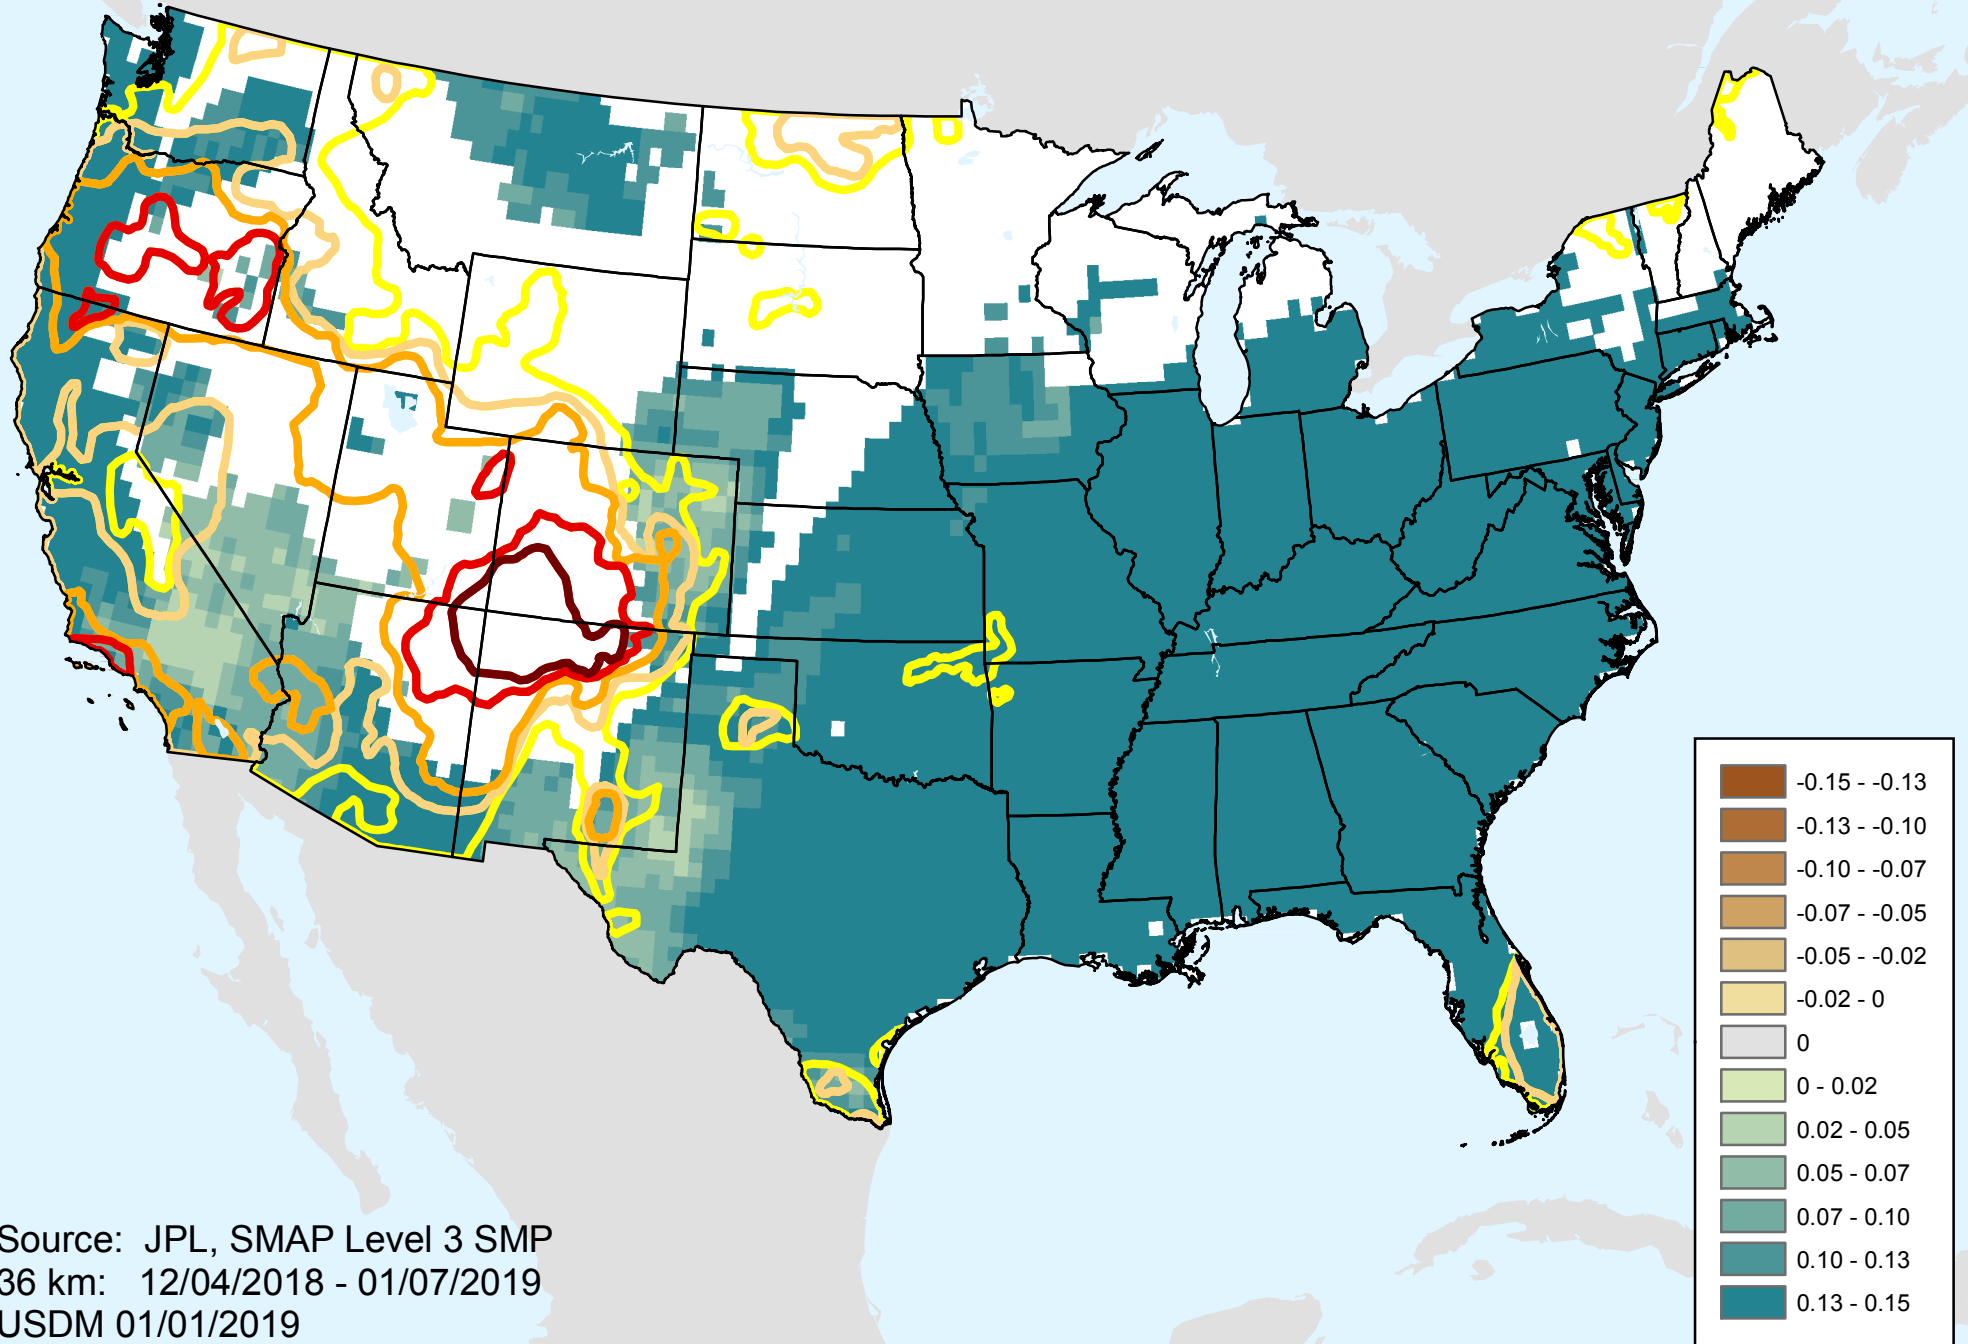 -0.15 - -0.13
-0.13 - -0.10
-0.10 - -0.07
-0.07 - -0.05
-0.05 - -0.02
-0.02 - 0
0
0 - 0.02
0.02 - 0.05
0.05 - 0.07
0.07 - 0.10
0.10 - 0.13
0.13 - 0.15
Source: JPL, SMAP Level 3 SMP
36 km: 12/04/2018 - 01/07/2019
USDM 01/01/2019